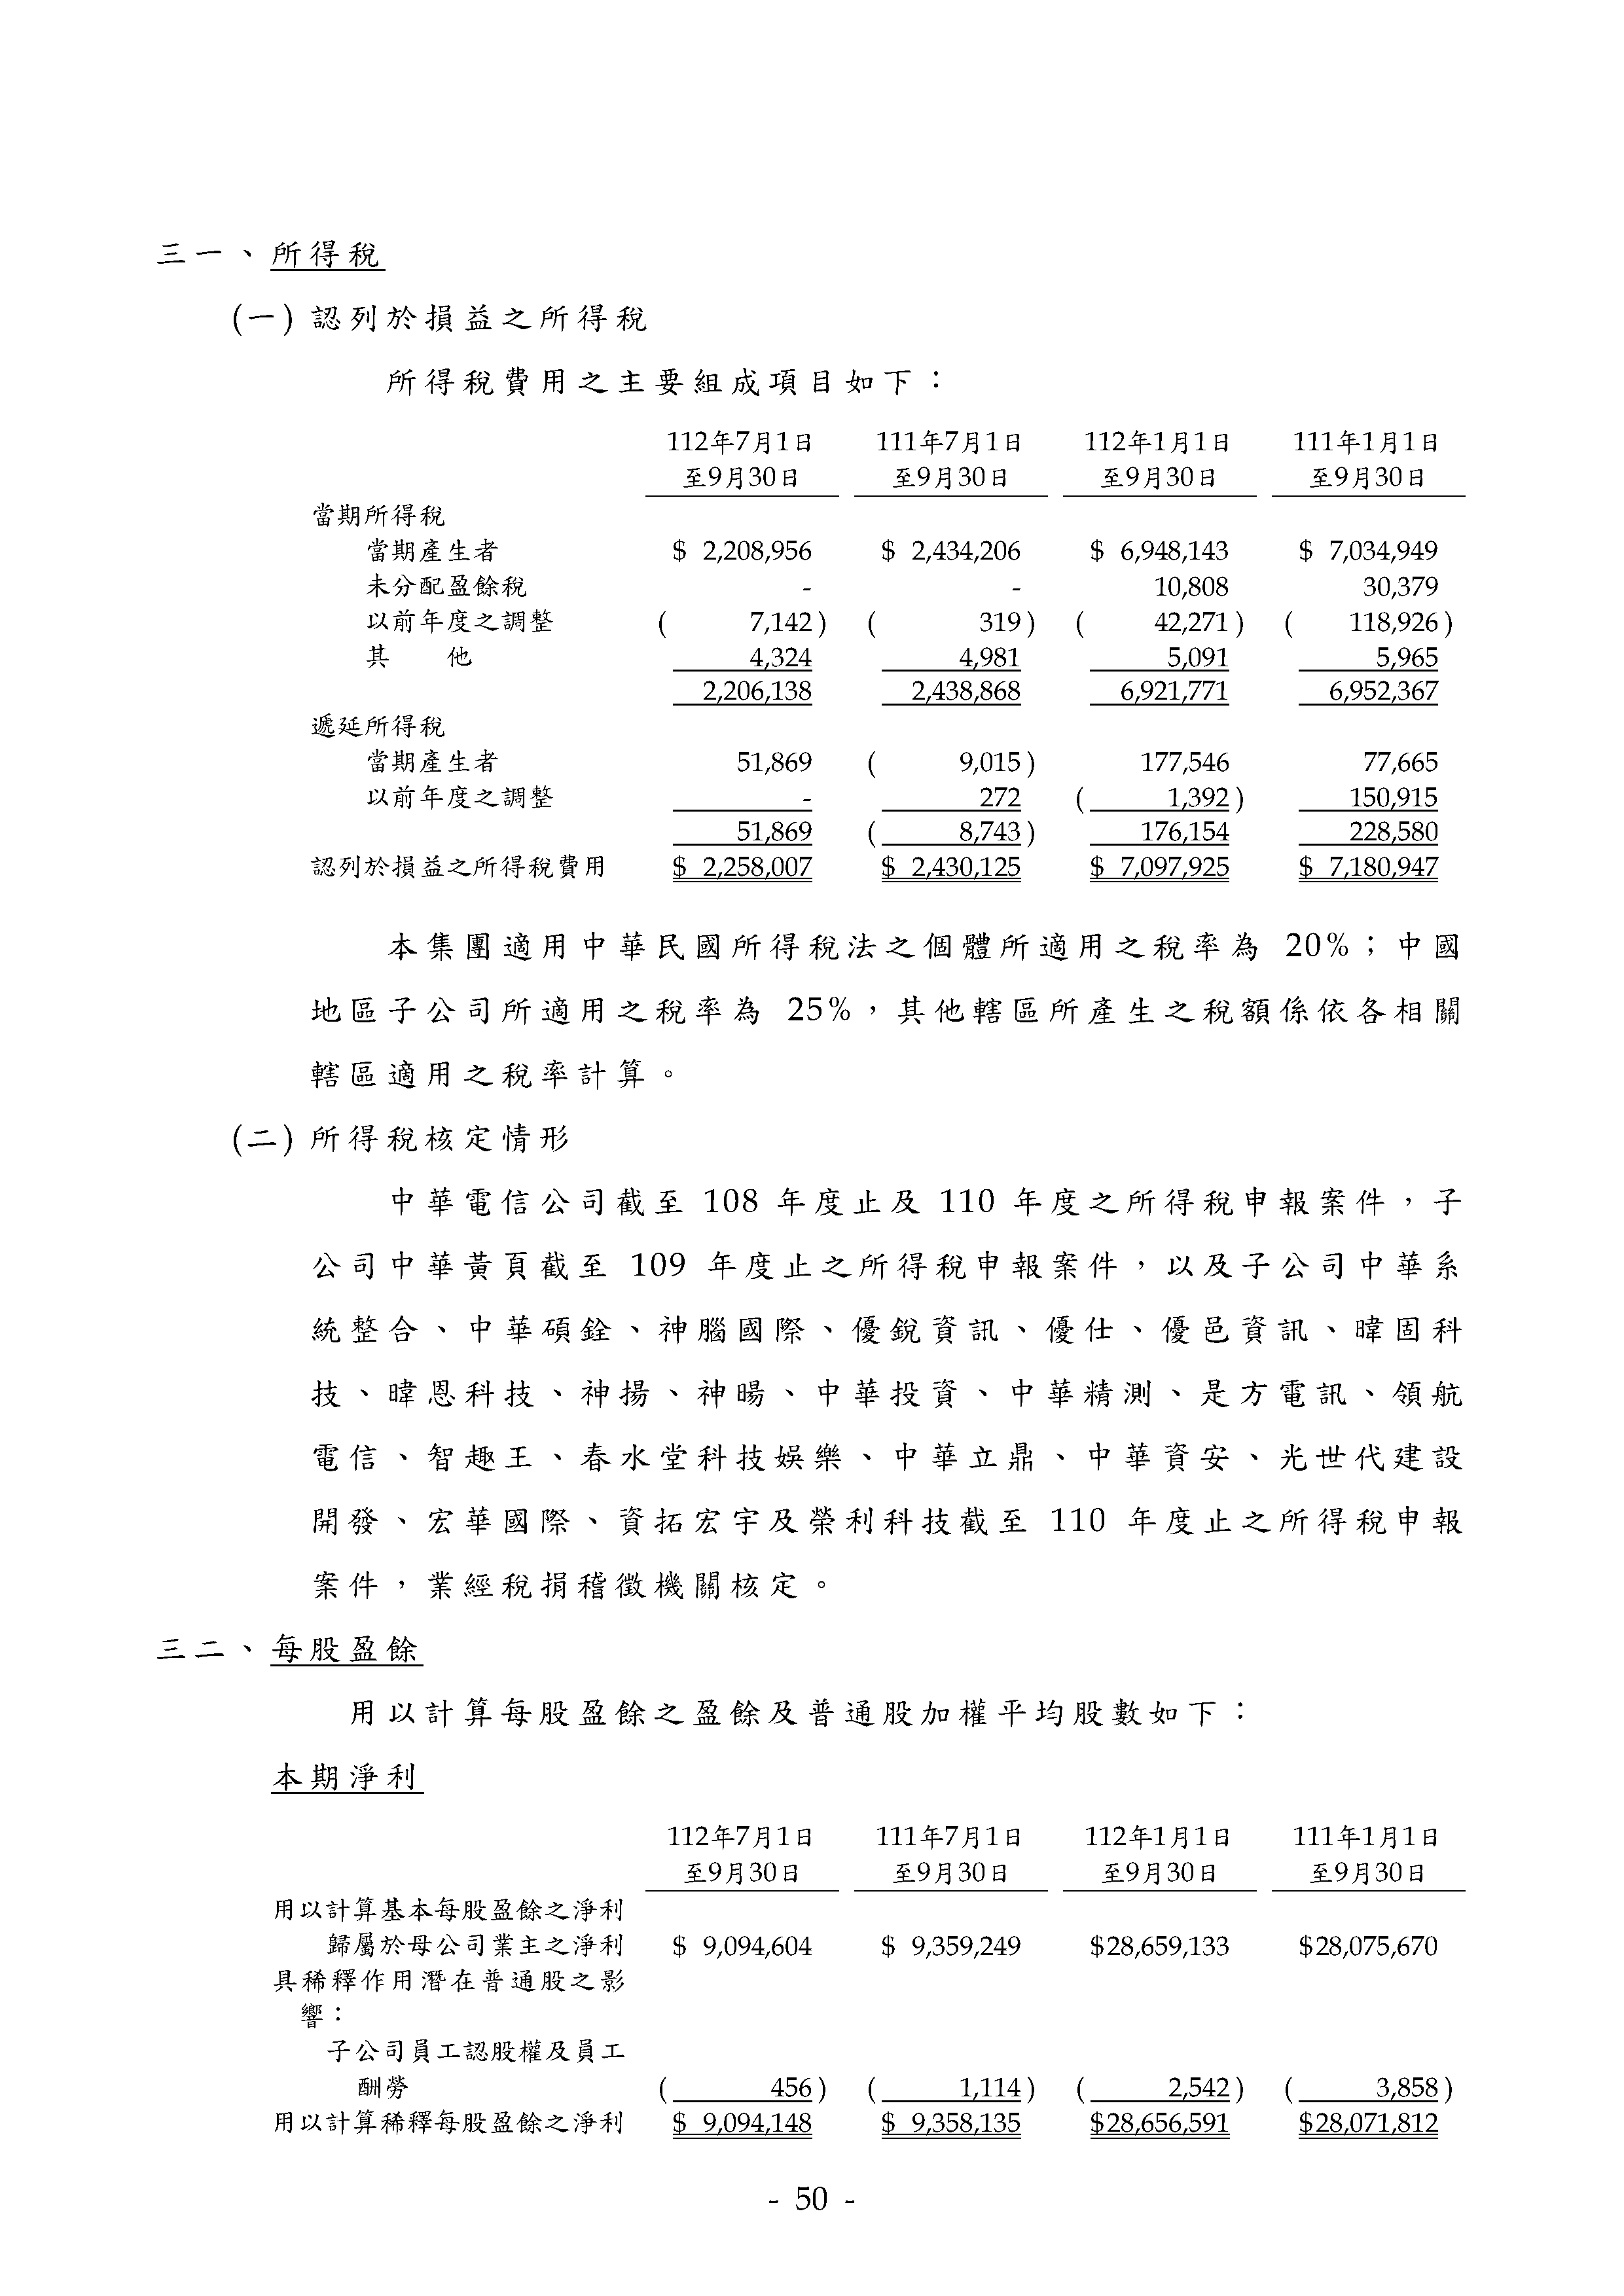 三一、所得稅
(一) 認列於損益之所得稅
所得稅費用之主要組成項目如下：
112年7月1日 111年7月1日 112年1月1日 111年1月1日
至9月30日 至9月30日 至9月30日 至9月30日
當期所得稅
當期產生者 $ 2,208,956 $ 2,434,206 $ 6,948,143 $ 7,034,949
未分配盈餘稅 - - 10,808 30,379
以前年度之調整 ( 7,142) ( 319) ( 42,271) ( 118,926)
其　　他 4,324 4,981 5,091 5,965
2,206,138 2,438,868 6,921,771 6,952,367
遞延所得稅
當期產生者 51,869 ( 9,015) 177,546 77,665
以前年度之調整 - 272 ( 1,392) 150,915
51,869 ( 8,743) 176,154 228,580
認列於損益之所得稅費用 $ 2,258,007 $ 2,430,125 $ 7,097,925 $ 7,180,947
本集團適用中華民國所得稅法之個體所適用之稅率為 20%；中國
地區子公司所適用之稅率為 25%，其他轄區所產生之稅額係依各相關
轄區適用之稅率計算。
(二) 所得稅核定情形
中華電信公司截至 108 年度止及 110 年度之所得稅申報案件，子
公司中華黃頁截至 109 年度止之所得稅申報案件，以及子公司中華系
統整合、中華碩銓、神腦國際、優銳資訊、優仕、優邑資訊、暐固科
技、暐恩科技、神揚、神暘、中華投資、中華精測、是方電訊、領航
電信、智趣王、春水堂科技娛樂、中華立鼎、中華資安、光世代建設
開發、宏華國際、資拓宏宇及榮利科技截至 110 年度止之所得稅申報
案件，業經稅捐稽徵機關核定。
三二、每股盈餘
用以計算每股盈餘之盈餘及普通股加權平均股數如下：
本期淨利
112年7月1日 111年7月1日 112年1月1日 111年1月1日
至9月30日 至9月30日 至9月30日 至9月30日
用以計算基本每股盈餘之淨利
歸屬於母公司業主之淨利 $ 9,094,604 $ 9,359,249 $28,659,133 $28,075,670
具稀釋作用潛在普通股之影
響：
子公司員工認股權及員工
酬勞 ( 456) ( 1,114) ( 2,542) ( 3,858)
用以計算稀釋每股盈餘之淨利 $ 9,094,148 $ 9,358,135 $28,656,591 $28,071,812
- 50 -